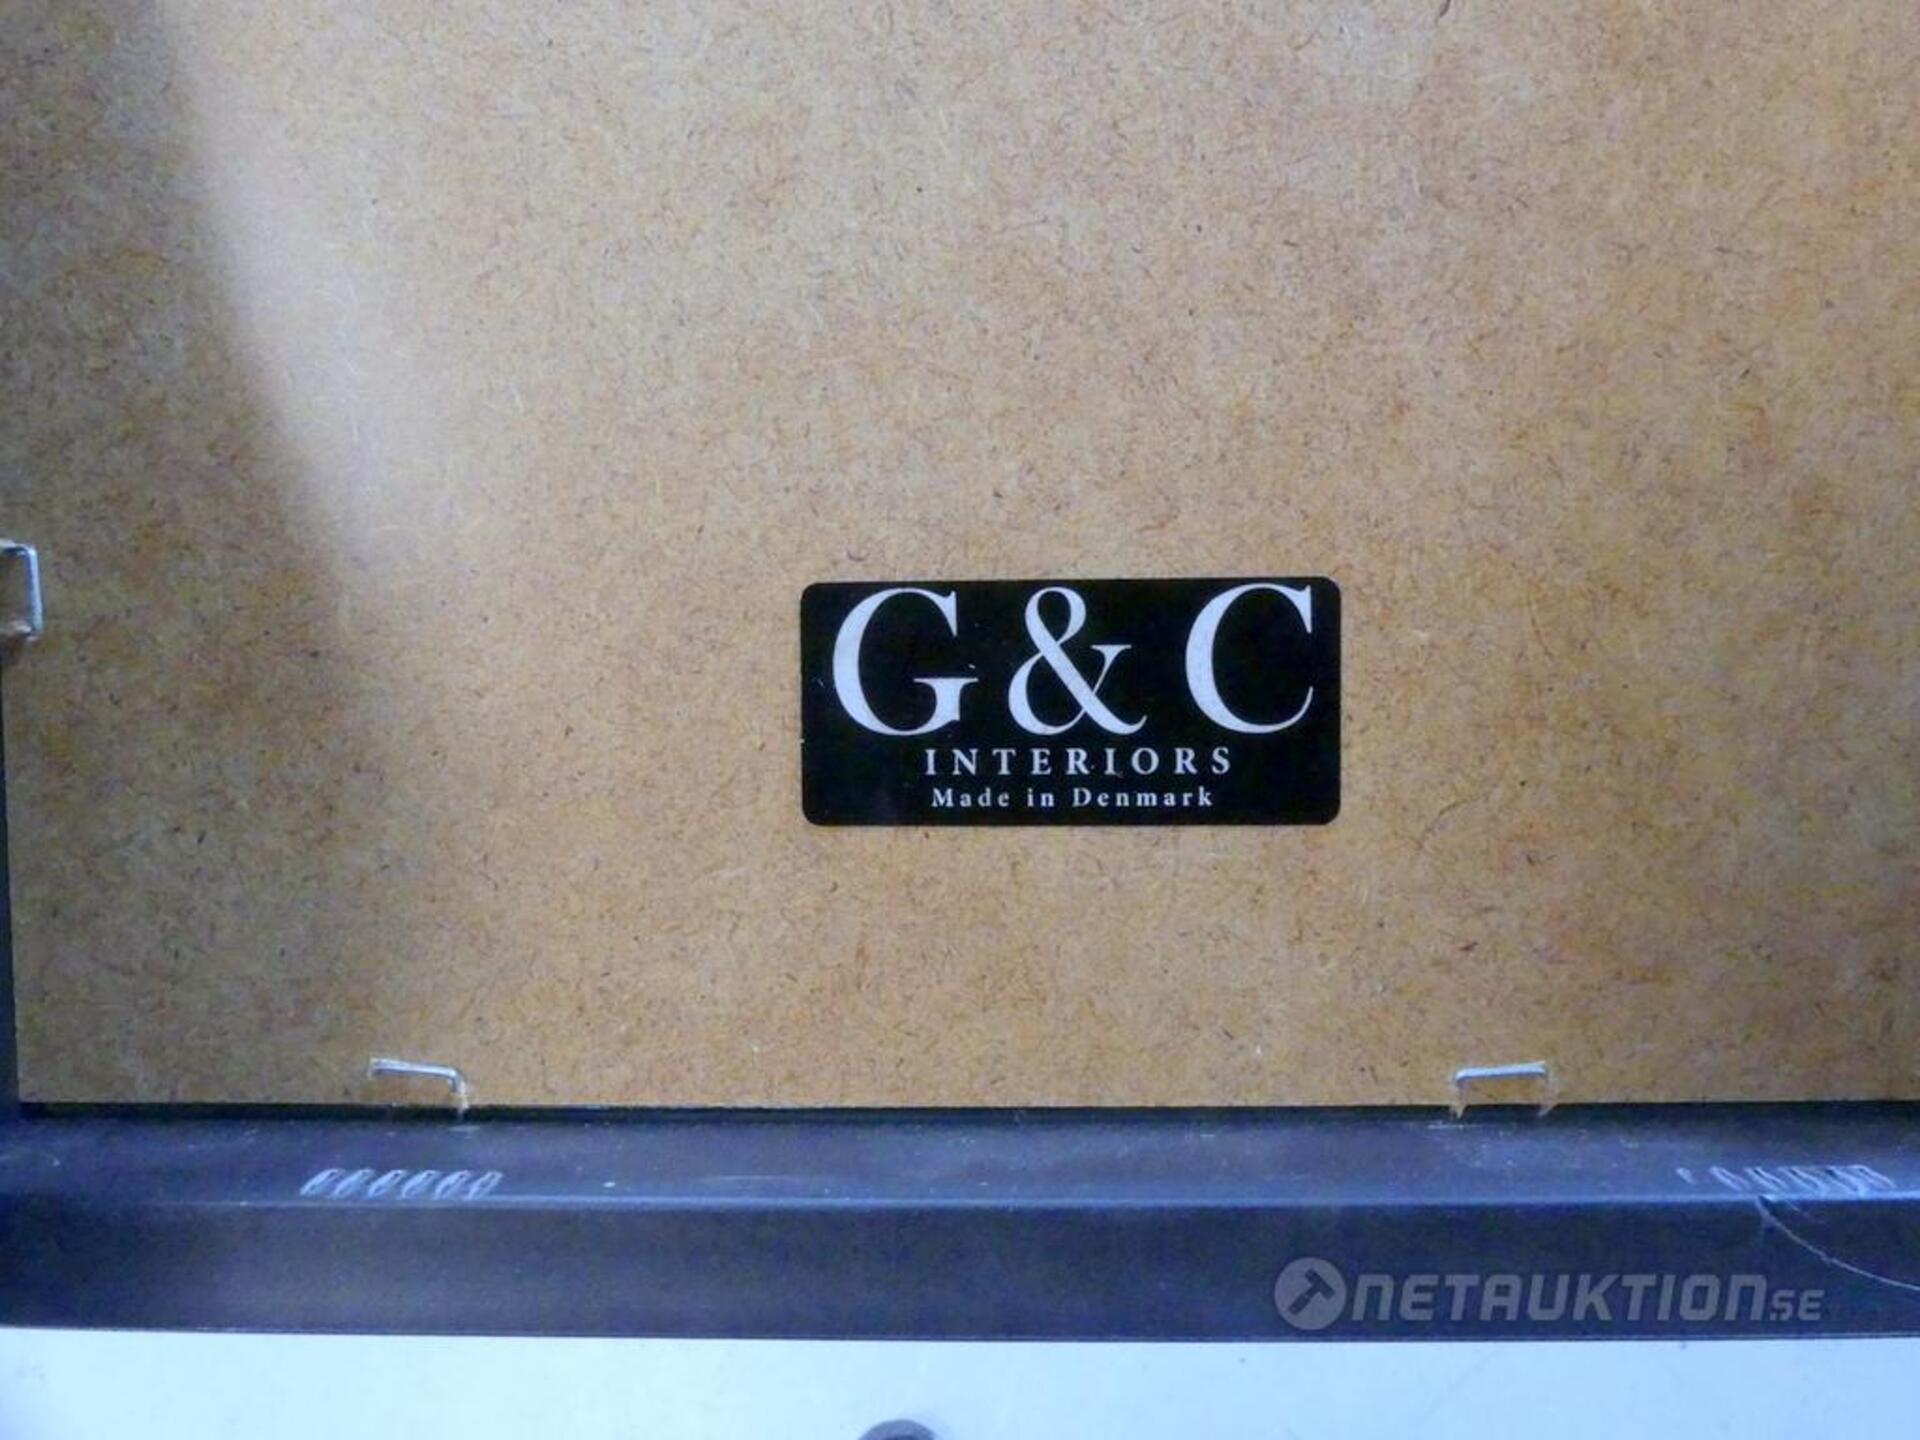 G & C
INTERIORS
Made in Denmark
NETAUKTION.SE